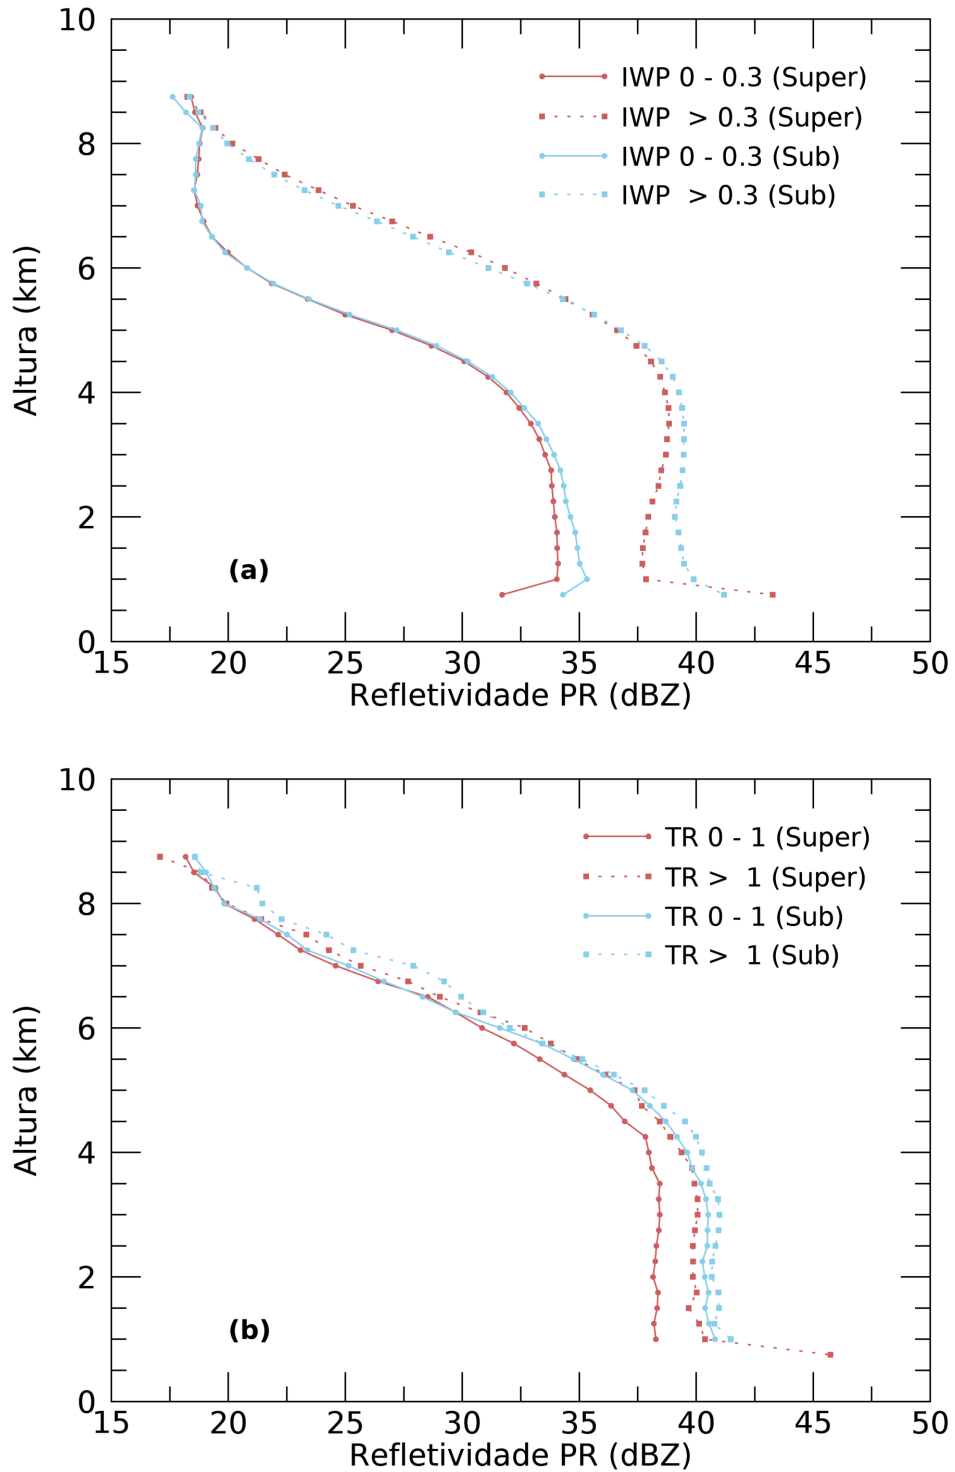 10
8
6
4
2
0
Altura (km)
IWP 0 - 0.3 (Super)
IWP > 0.3 (Super)
IWP 0 - 0.3 (Sub)
IWP > 0.3 (Sub)
(a)
15 20 25 30 35 40 45 50
Refletividade PR (dBZ)
10
8
6
4
2
0
Altura (km)
TR 0 - 1 (Super)
TR > 1 (Super)
TR 0 - 1 (Sub)
TR > 1 (Sub)
(b)
15 20 25 30 35 40 45 50
Refletividade PR (dBZ)